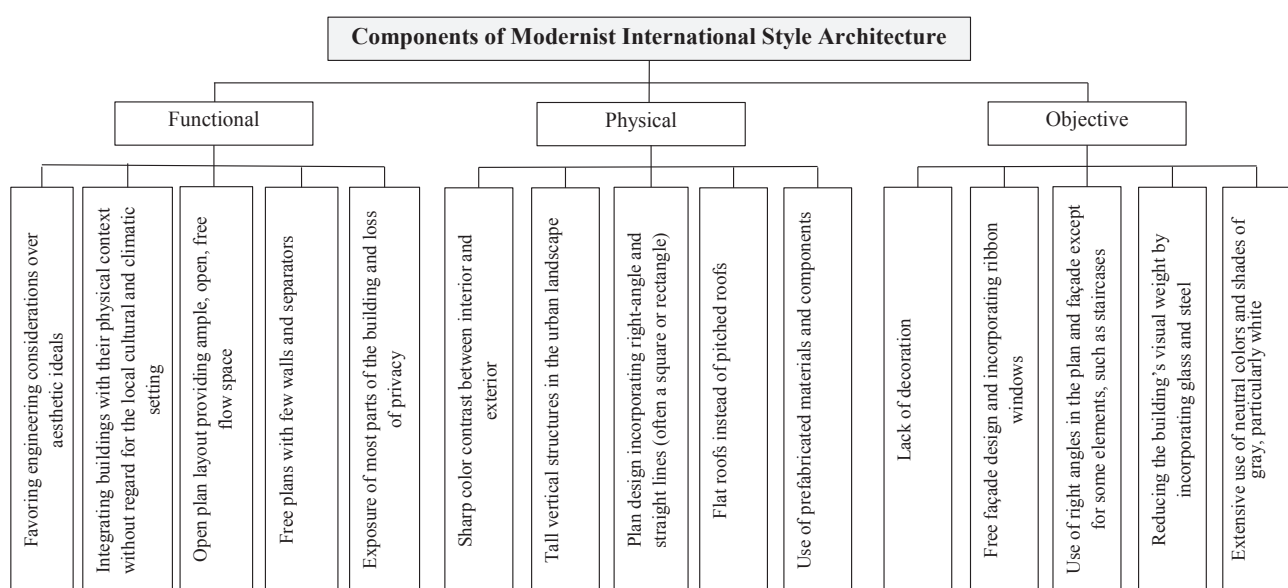 Components of Modernist International Style Architecture
Functional
Physical
Objective
Favoring engineering considerations over
aesthetic ideals
Integrating buildings with their physical context
without regard for the local cultural and climatic
setting
Open plan layout providing ample, open, free
flow space
Free plans with few walls and separators
Exposure of most parts of the building and loss
of privacy
Sharp color contrast between interior and
exterior
Tall vertical structures in the urban landscape
Plan design incorporating right-angle and
straight lines (often a square or rectangle)
Flat roofs instead of pitched roofs
Use of prefabricated materials and components
Lack of decoration
Free façade design and incorporating ribbon
windows
Use of right angles in the plan and façade except
for some elements, such as staircases
Reducing the building’s visual weight by
incorporating glass and steel
Extensive use of neutral colors and shades of
gray, particularly white